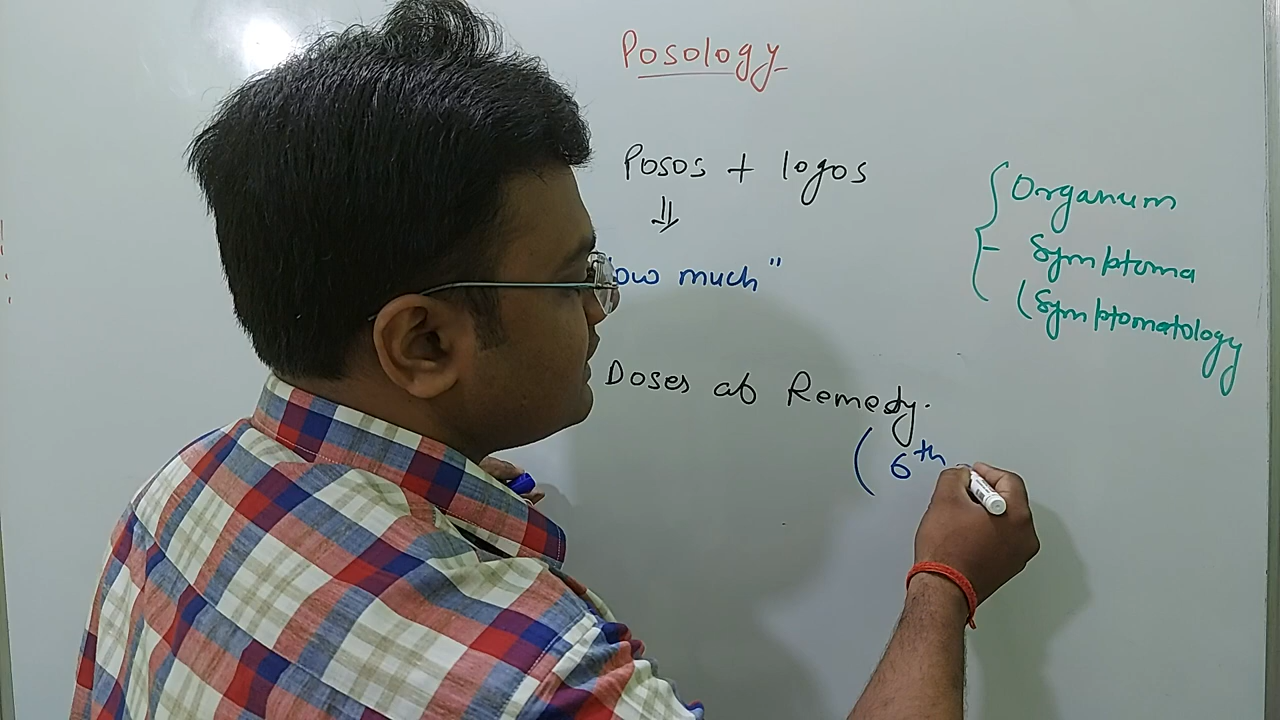 Posology
Posos + logos
⇓
ow much"
Doses of Remedy.
( 6th
Organum
Symptoma
(Symptomatology